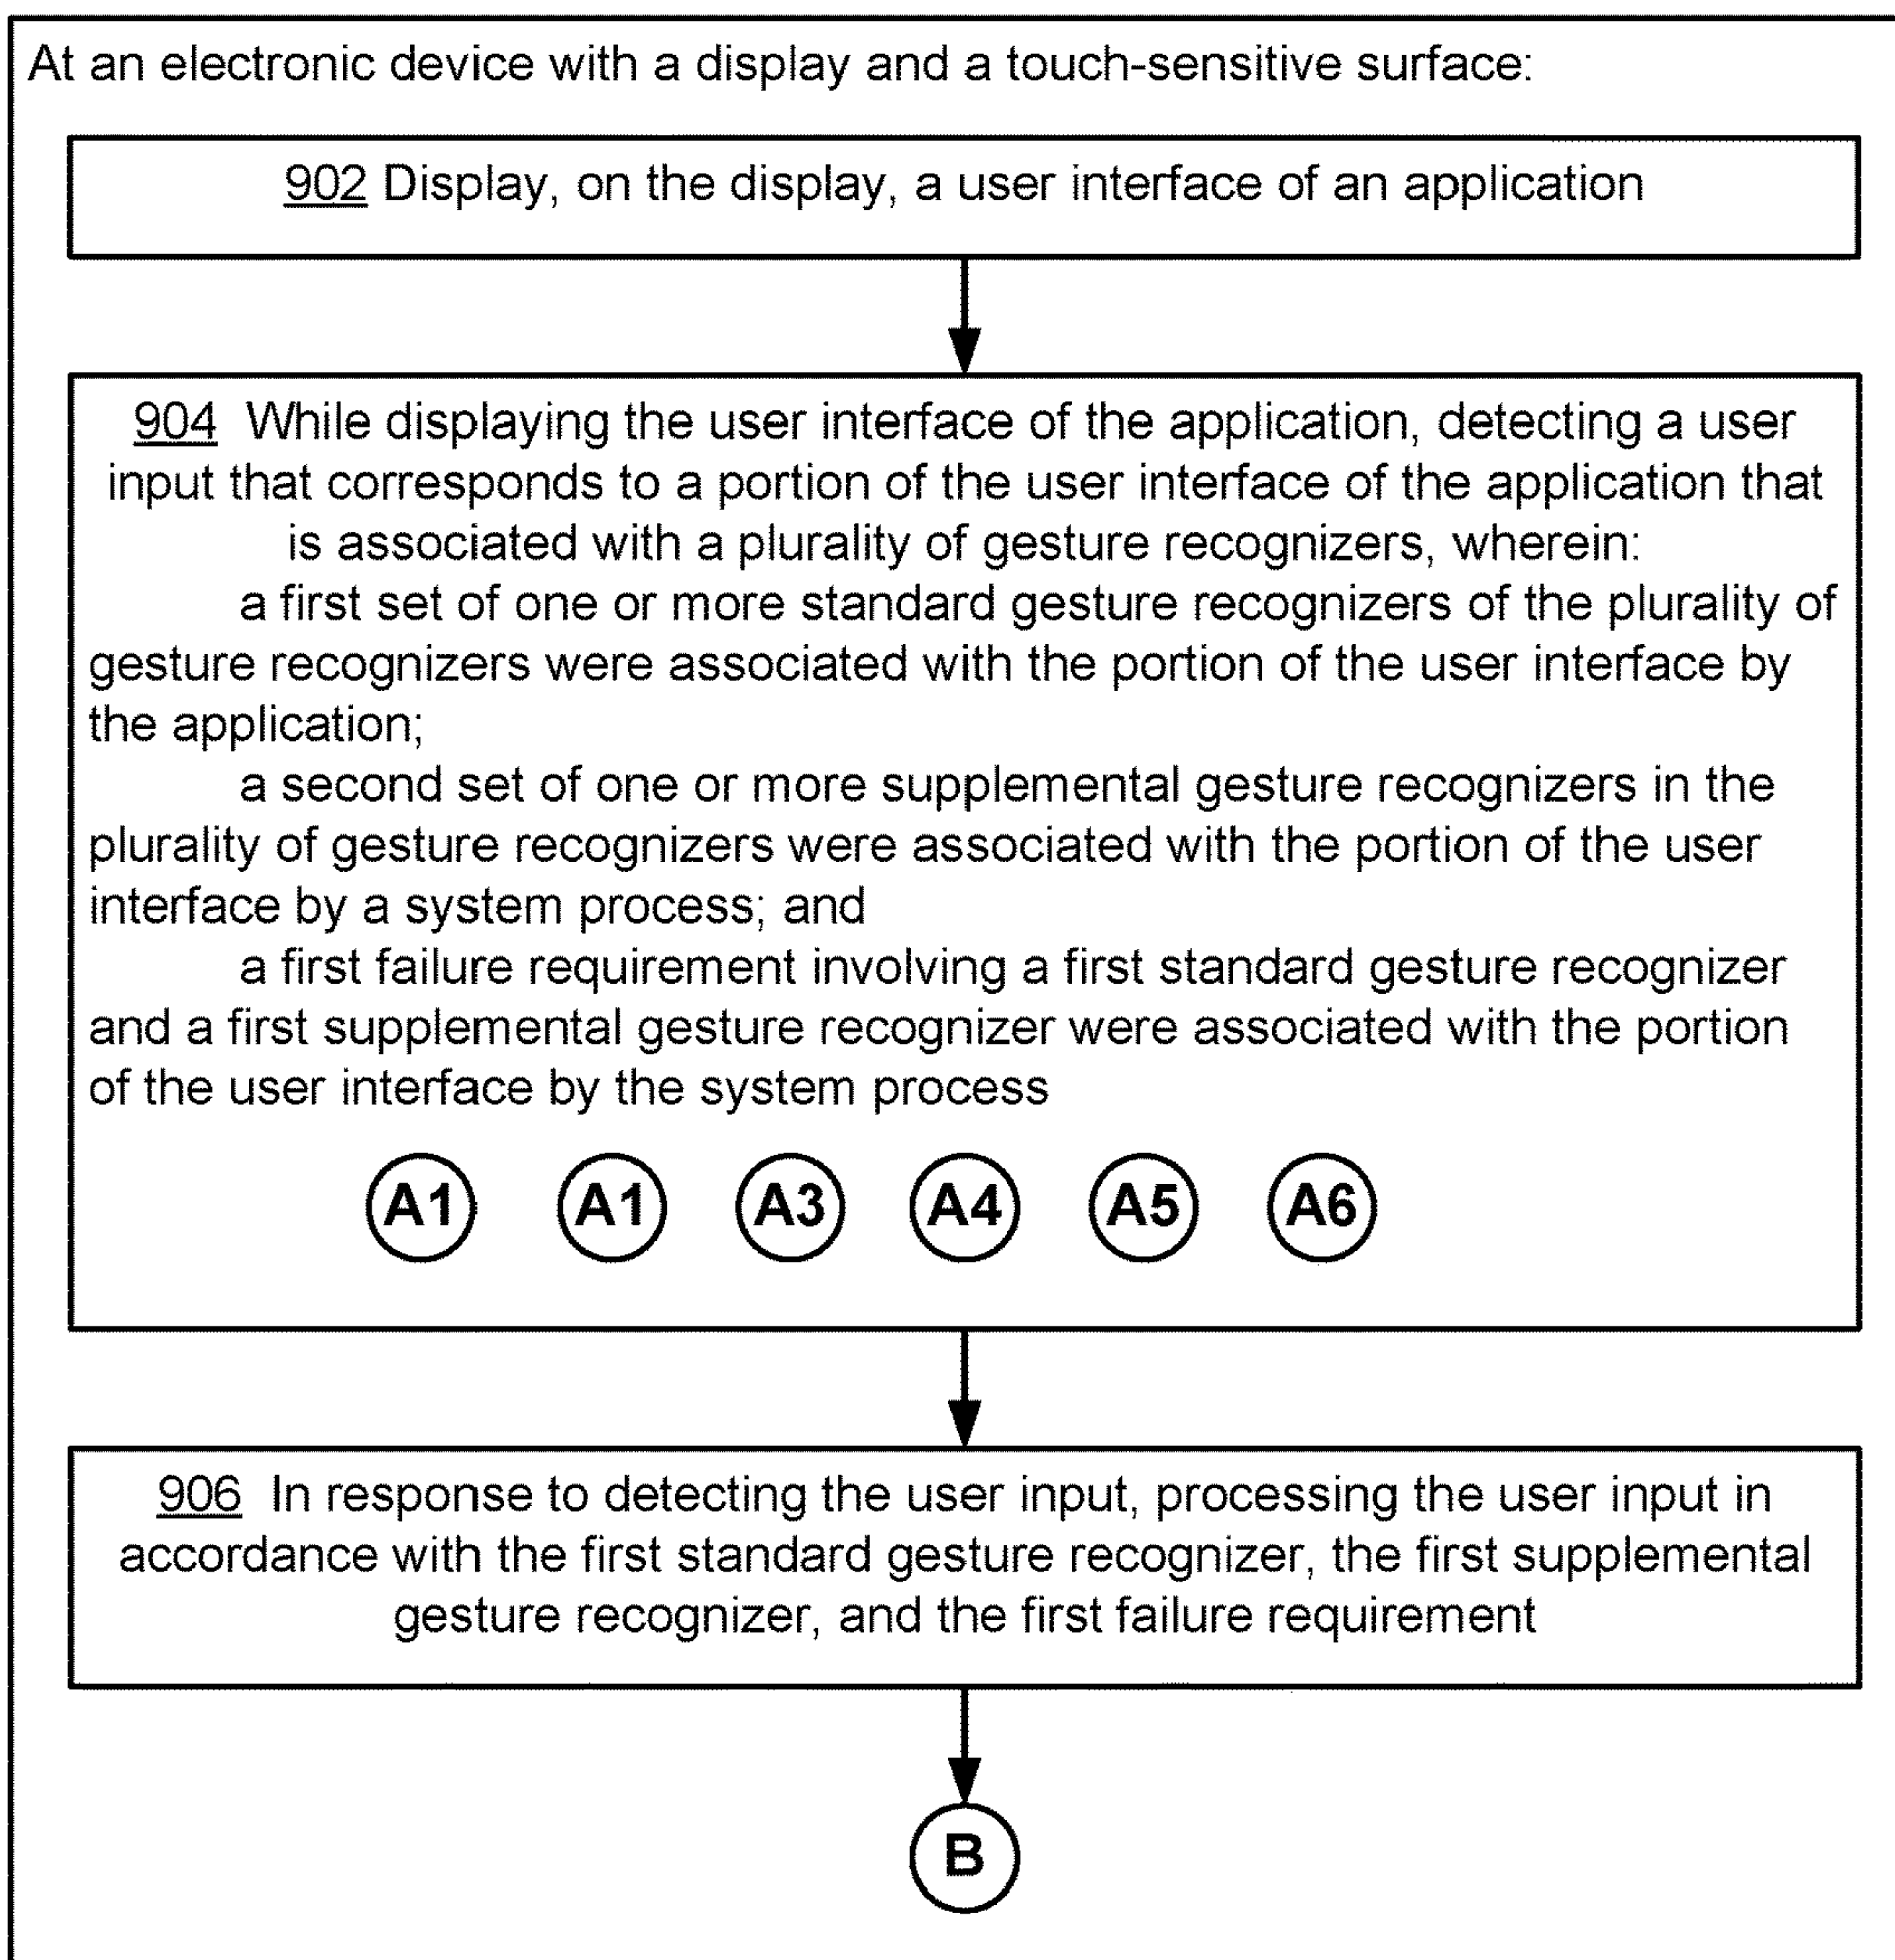 At an electronic device with a display and a touch-sensitive surface:
902 Display, on the display, a user interface of an application
904 While displaying the user interface of the application, detecting a user
input that corresponds to a portion of the user interface of the application that
is associated with a plurality of gesture recognizers, wherein:
a first set of one or more standard gesture recognizers of the plurality of
gesture recognizers were associated with the portion of the user interface by
the application;
a second set of one or more supplemental gesture recognizers in the
plurality of gesture recognizers were associated with the portion of the user
interface by a system process; and
a first failure requirement involving a first standard gesture recognizer
and a first supplemental gesture recognizer were associated with the portion
of the user interface by the system process
A1 A1 A3 A4 A5 A6
906 In response to detecting the user input, processing the user input in
accordance with the first standard gesture recognizer, the first supplemental
gesture recognizer, and the first failure requirement
B